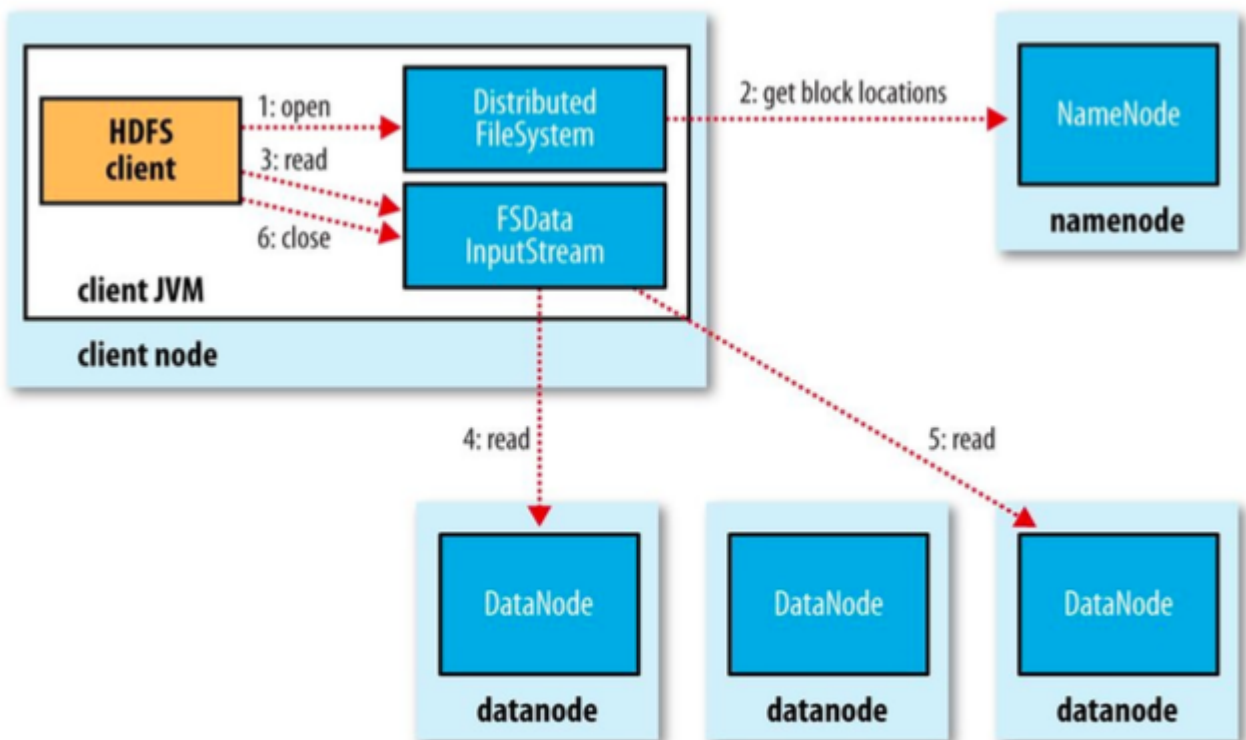 1: open
HDFS
client
3: read
6: close
Distributed
FileSystem
FSData
InputStream
client JVM
client node
2: get block locations
NameNode
namenode
4: read
5: read
DataNode
datanode
DataNode
datanode
DataNode
datanode